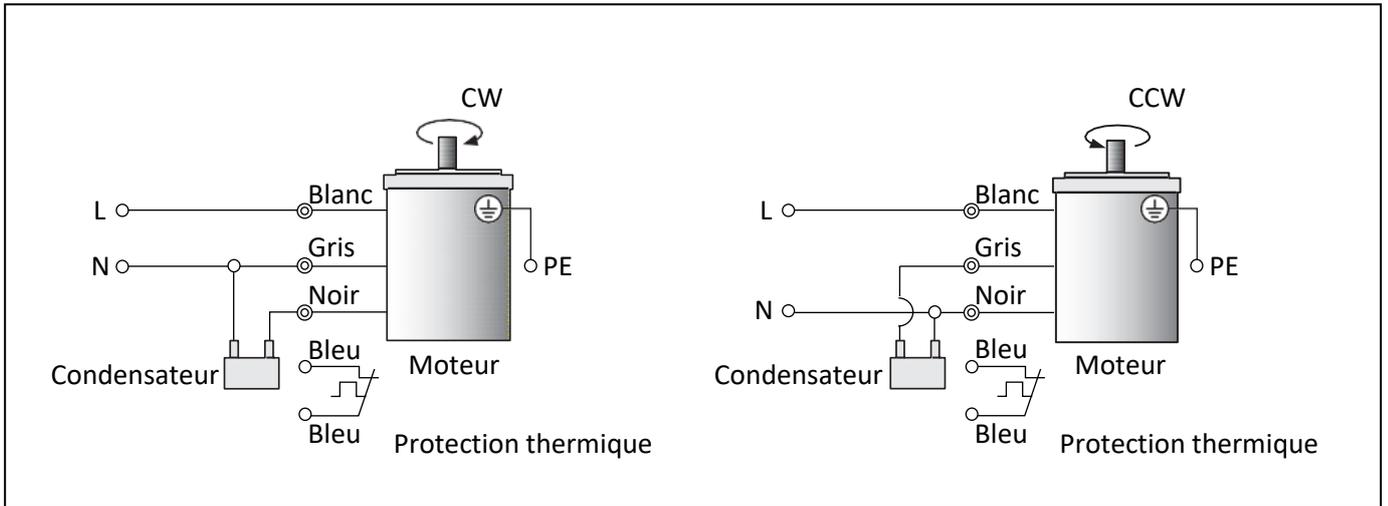 CW
Blanc
L
Gris
N
PE
Noir
Bleu
Condensateur
Moteur
Bleu
Protection thermique
CCW
Blanc
L
Gris
PE
Noir
N
Bleu
Condensateur
Moteur
Bleu
Protection thermique